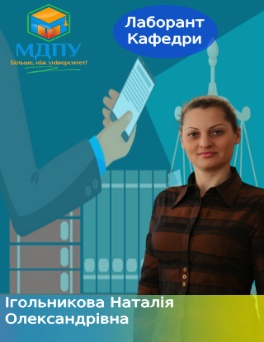 МДПУ
Більше, ніж університет!
Лаборант
Кафедри
Ігольникова Наталія
Олександрівна